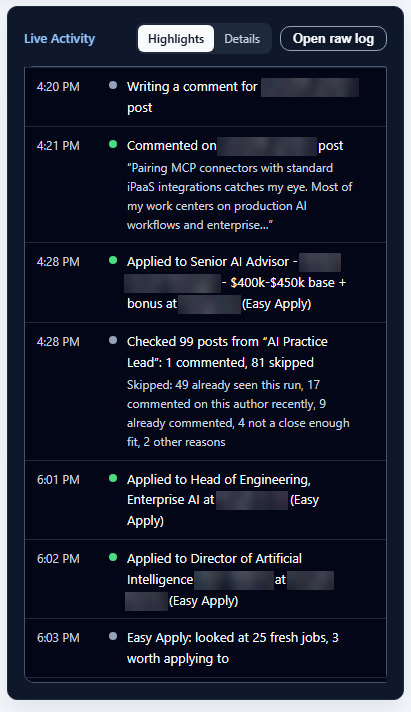 Live Activity
Highlights
Details
Open raw log
4:20 PM
Writing a comment for
post
4:21 PM
Commented on post
“Pairing MCP connectors with standard
iPaaS integrations catches my eye. Most of
my work centers on production AI
workflows and enterprise...”
4:28 PM
Applied to Senior AI Advisor -
- $400k-$450k base +
bonus at (Easy Apply)
4:28 PM
Checked 99 posts from “AI Practice
Lead”: 1 commented, 81 skipped
Skipped: 49 already seen this run, 17
commented on this author recently, 9
already commented, 4 not a close enough
fit, 2 other reasons
6:01 PM
Applied to Head of Engineering,
Enterprise AI at (Easy
Apply)
6:02 PM
Applied to Director of Artificial
Intelligence at
(Easy Apply)
6:03 PM
Easy Apply: looked at 25 fresh jobs, 3
worth applying to